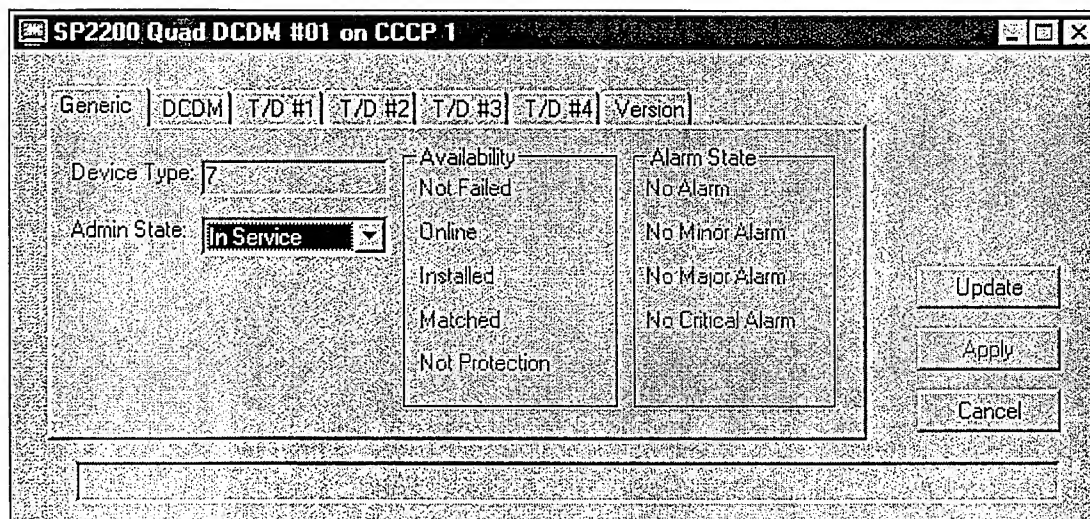 SP2200 Quad DCDM #01 on CCCP 1
Generic DCDM T/D #1 T/D #2 T/D #3 T/D #4 Version
Device Type: 7
Admin State: In Service
Availability
Not Failed
Online
Installed
Matched
Not Protection
Alarm State
No Alarm
No Minor Alarm
No Major Alarm
No Critical Alarm
Update
Apply
Cancel